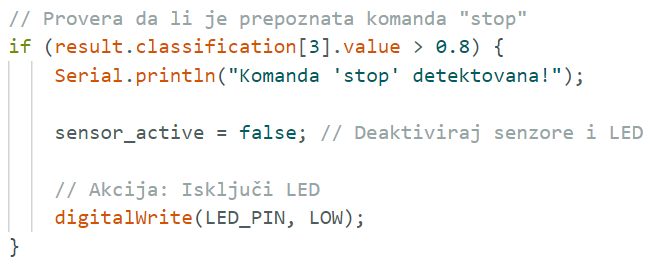 // Provera da li je prepoznata komanda "stop"
if (result.classification[3].value > 0.8) {
Serial.println("Komanda 'stop' detektovana!");
sensor_active = false; // Deaktiviraj senzore i LED
// Akcija: Isključi LED
digitalWrite(LED_PIN, LOW);
}